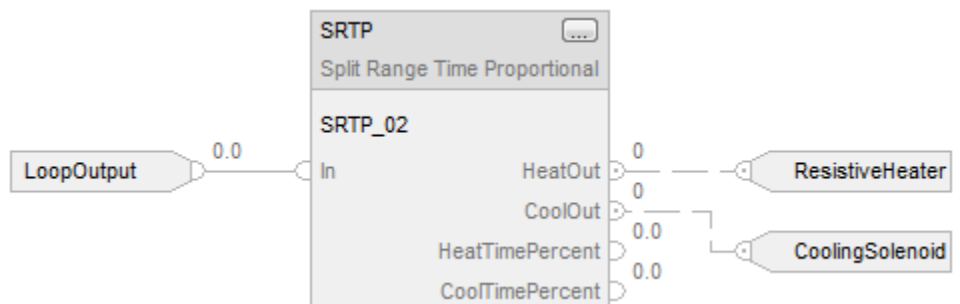 SRTP
...
Split Range Time Proportional
SRTP_02
LoopOutput
0.0
In
HeatOut
0
ResistiveHeater
CoolOut
0
CoolingSolenoid
HeatTimePercent
0.0
CoolTimePercent
0.0